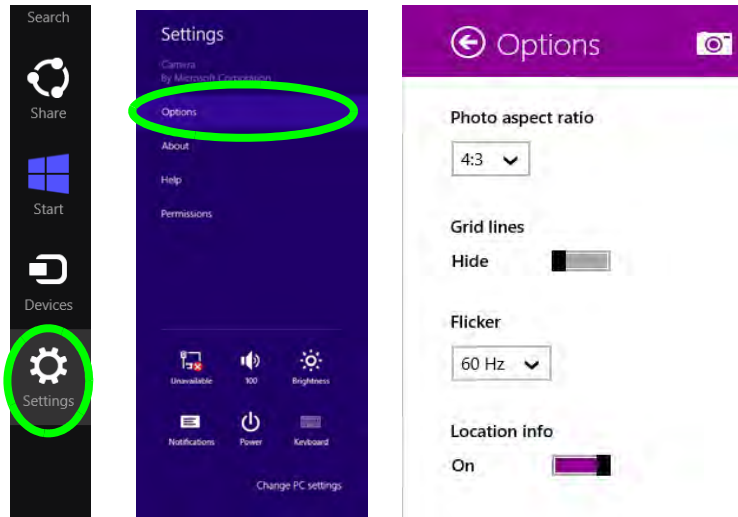 Search
Share
Start
Devices
Settings
Settings
Camera
By Microsoft Corporation
Options
About
Help
Permissions
Unavailable
100
Brightness
Notifications
Power
Keyboard
Change PC settings
Options
Photo aspect ratio
4:3
Grid lines
Hide
Flicker
60 Hz
Location info
On